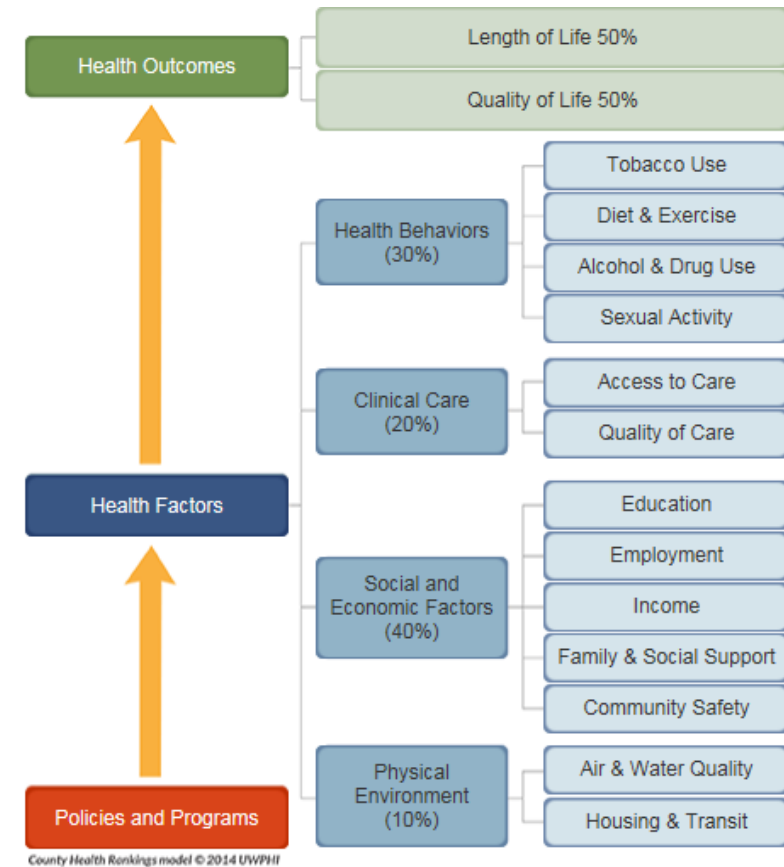 Health Outcomes
Length of Life 50%
Quality of Life 50%
Health Behaviors
(30%)
Tobacco Use
Diet & Exercise
Alcohol & Drug Use
Sexual Activity
Clinical Care
(20%)
Access to Care
Quality of Care
Health Factors
Social and
Economic Factors
(40%)
Education
Employment
Income
Family & Social Support
Community Safety
Physical
Environment
(10%)
Air & Water Quality
Housing & Transit
Policies and Programs
County Health Rankings model © 2014 UWPHI